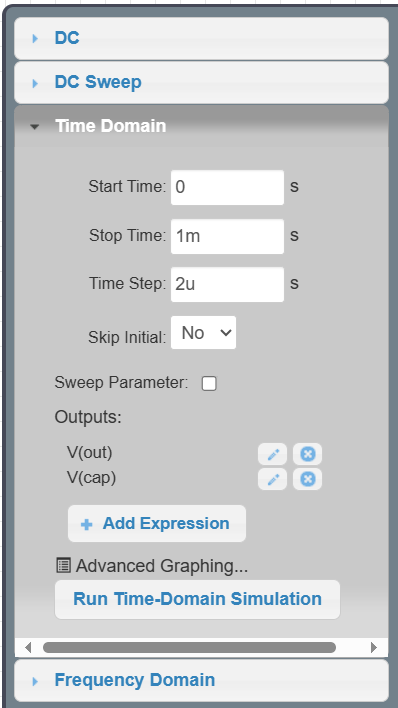 DC
DC Sweep
Time Domain
Start Time: 0 s
Stop Time: 1m s
Time Step: 2u s
Skip Initial: No
Sweep Parameter:
Outputs:
V(out)
V(cap)
+ Add Expression
Advanced Graphing...
Run Time-Domain Simulation
Frequency Domain